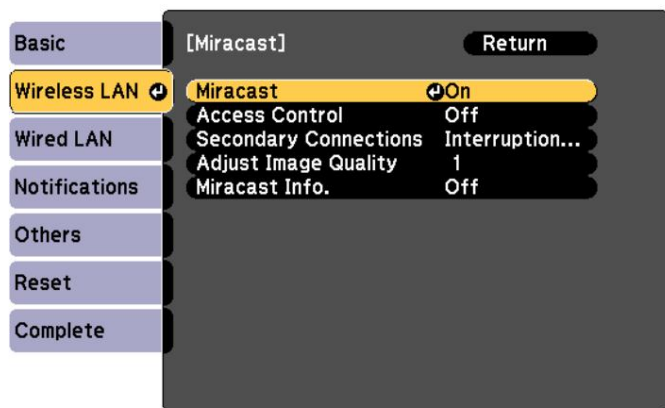 Basic
Wireless LAN
Wired LAN
Notifications
Others
Reset
Complete
[Miracast] Return
Miracast On
Access Control Off
Secondary Connections Interruption...
Adjust Image Quality 1
Miracast Info. Off